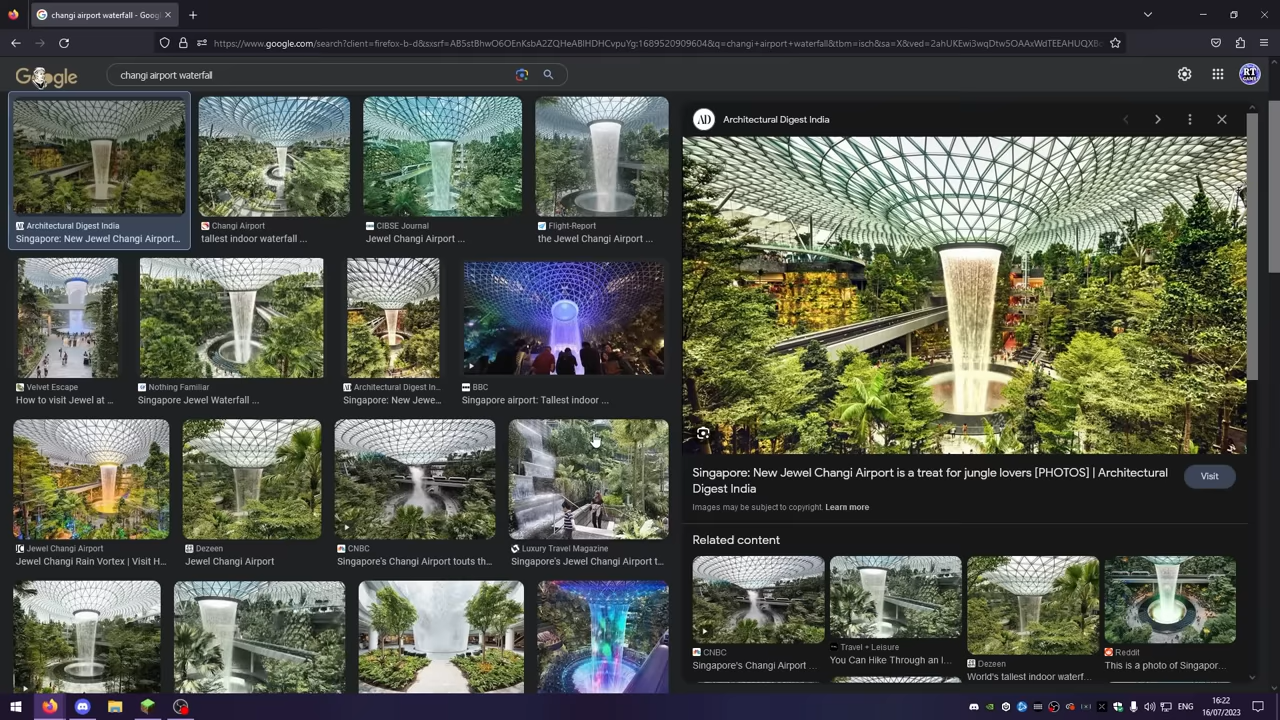 changi airport waterfall - Goog
https://www.google.com/search?client=firefox-b-d&sxsrf=AB5stBhwO6OEnKsbA2ZQHeABIHDHCvpuYg:1689520909604&q=changi+airport+waterfall&tbm=isch&sa=X&ved=2ahUKEwi3wqDtw5OAAxWdTEEAHUQXB
Google
changi airport waterfall
RT GAME
AD Architectural Digest India
Architectural Digest India
Singapore: New Jewel Changi Airport...
Changi Airport
tallest indoor waterfall ...
CIBSE Journal
Jewel Changi Airport ...
Flight-Report
the Jewel Changi Airport ...
Velvet Escape
How to visit Jewel at ...
Nothing Familiar
Singapore Jewel Waterfall ...
Architectural Digest In...
Singapore: New Jewe...
BBC
Singapore airport: Tallest indoor ...
Singapore: New Jewel Changi Airport is a treat for jungle lovers [PHOTOS] | Architectural
Digest India
Visit
Images may be subject to copyright. Learn more
Jewel Changi Airport
Jewel Changi Rain Vortex | Visit H...
Dezeen
Jewel Changi Airport
CNBC
Singapore's Changi Airport touts th...
Luxury Travel Magazine
Singapore's Jewel Changi Airport t...
Related content
CNBC
Singapore's Changi Airport ...
Travel + Leisure
You Can Hike Through an I...
Dezeen
World's tallest indoor waterf...
Reddit
This is a photo of Singapor...
ENG
16:22
16/07/2023